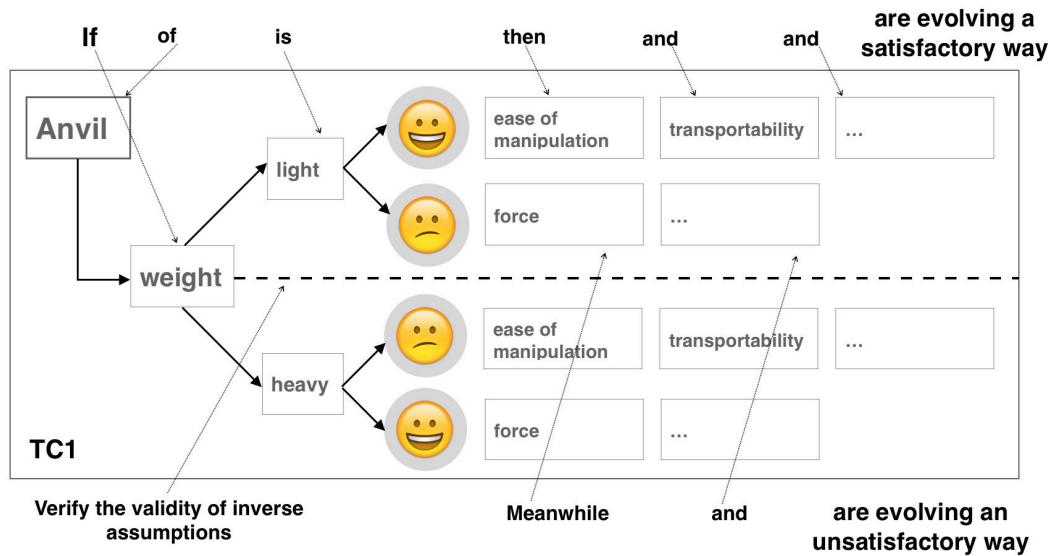 are evolving a
satisfactory way
If
of
is
then
and
and
Anvil
ease of
manipulation
transportability
...
light
force
...
weight
ease of
manipulation
transportability
...
heavy
force
...
TC1
Verify the validity of inverse
assumptions
Meanwhile
and
are evolving an
unsatisfactory way